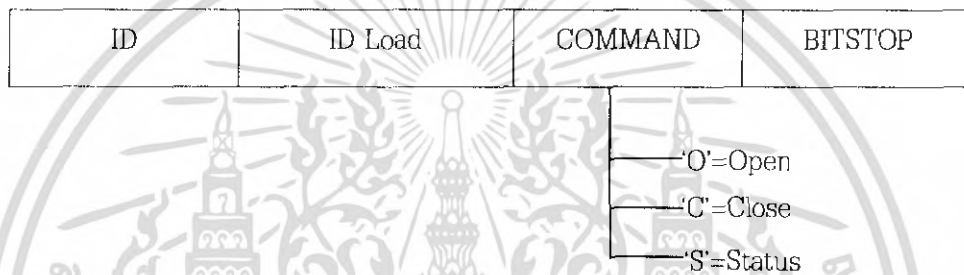 ID ID Load COMMAND BITSTOP
'O'=Open
'C'=Close
'S'=Status